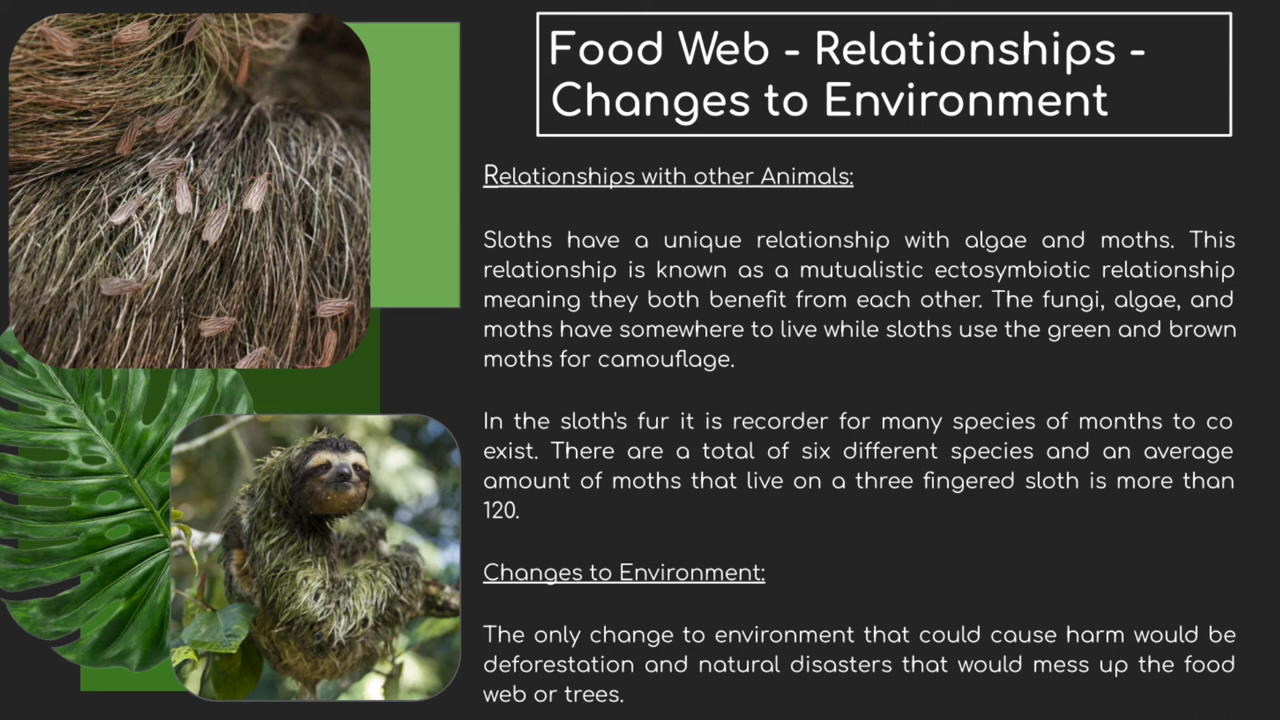 Food Web - Relationships -
Changes to Environment
Relationships with other Animals:
Sloths have a unique relationship with algae and moths. This
relationship is known as a mutualistic ectosymbiotic relationship
meaning they both benefit from each other. The fungi, algae, and
moths have somewhere to live while sloths use the green and brown
moths for camouflage.
In the sloth's fur it is recorder for many species of months to co
exist. There are a total of six different species and an average
amount of moths that live on a three fingered sloth is more than
120.
Changes to Environment:
The only change to environment that could cause harm would be
deforestation and natural disasters that would mess up the food
web or trees.